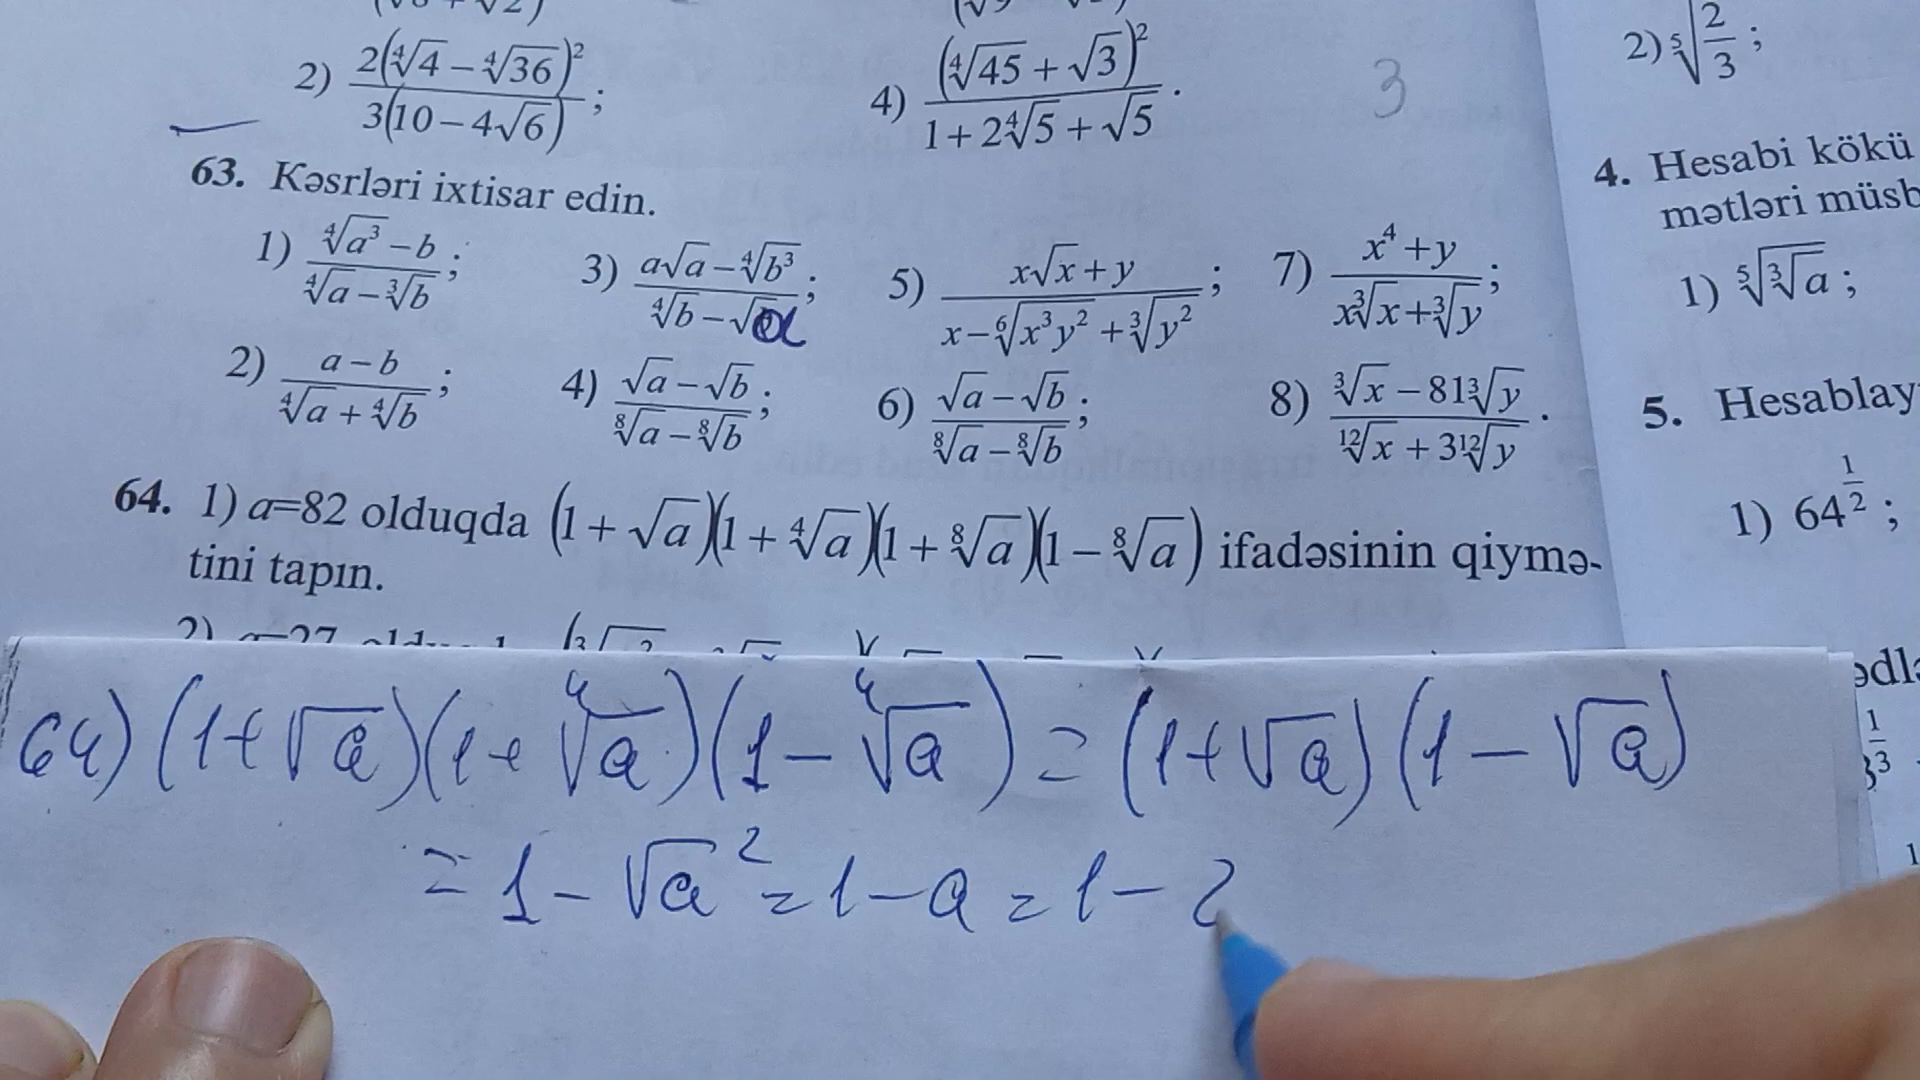 2) 2(∜4 − ∜36)² / 3(10 − 4√6) ;
4) (∜45 + √3)² / 1 + 2∜5 + √5 .
3
63. Kəsrləri ixtisar edin.
1) ∜a³ − b / ∜a − ∛b ;
3) a√a − ∜b³ / ∜b − √a ;
5) x√x + y / x − ⁶√x³y² + ∛y² ;
7) x⁴ + y / x∛x + ∛y ;
2) a − b / ∜a + ∜b ;
4) √a − √b / ⁸√a − ⁸√b ;
6) √a − √b / ⁸√a − ⁸√b ;
8) ∛x − 81∛y / ¹²√x + 3¹²√y .
64. 1) a=82 olduqda (1 + √a)(1 + ∜a)(1 + ⁸√a)(1 − ⁸√a) ifadəsinin qiymə-
tini tapın.
64) (1+√a)(1+∜a)(1−∜a) = (1+√a)(1−√a)
= 1 − √a² = 1 − a = 1 − 2
2) ⁵√2/3 ;
4. Hesabi kökü
mətləri müsb
1) ⁵√∛a ;
5. Hesablay
1) 64^1/2 ;